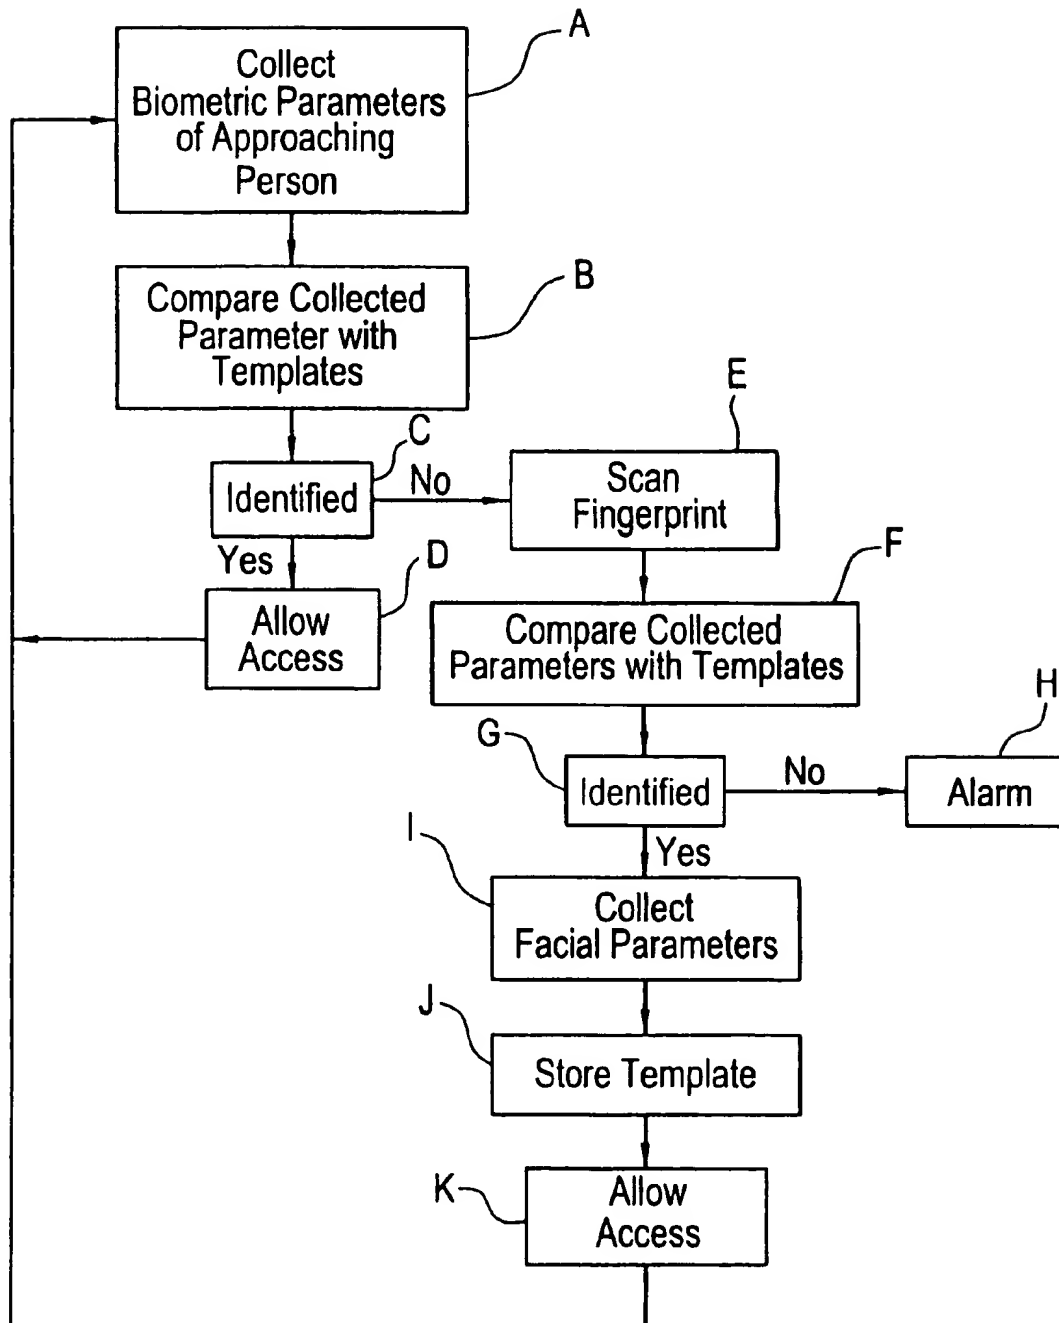 A
Collect
Biometric Parameters
of Approaching
Person
B
Compare Collected
Parameter with
Templates
C
Identified
No
Yes
D
Allow
Access
E
Scan
Fingerprint
F
Compare Collected
Parameters with Templates
G
Identified
No
H
Alarm
Yes
I
Collect
Facial Parameters
J
Store Template
K
Allow
Access